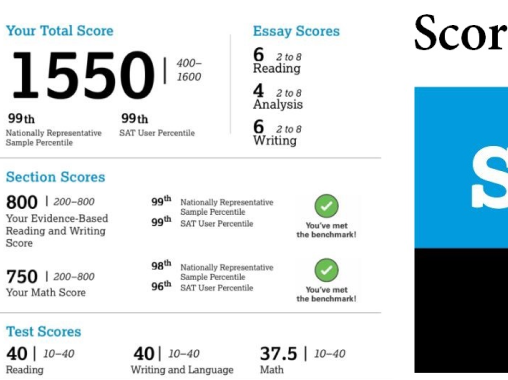 Your Total Score
1550 | 400–
1600
99th
Nationally Representative
Sample Percentile
99th
SAT User Percentile
Essay Scores
6 2 to 8
Reading
4 2 to 8
Analysis
6 2 to 8
Writing
Section Scores
800 | 200–800
Your Evidence-Based
Reading and Writing
Score
99th Nationally Representative
Sample Percentile
99th SAT User Percentile
You've met
the benchmark!
750 | 200–800
Your Math Score
98th Nationally Representative
Sample Percentile
96th SAT User Percentile
You've met
the benchmark!
Test Scores
40 | 10–40
Reading
40 | 10–40
Writing and Language
37.5 | 10–40
Math
Scor
S